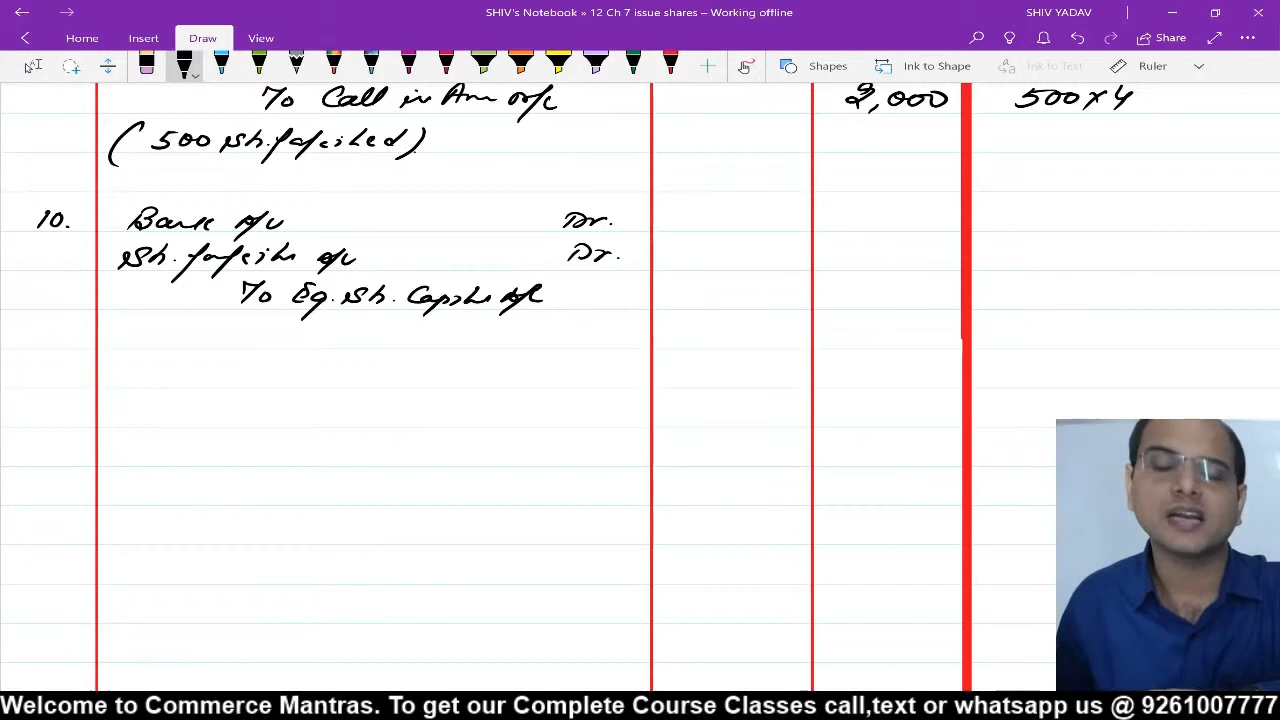 SHIV's Notebook » 12 Ch 7 issue shares – Working offline
SHIV YADAV
Home Insert Draw View
Share
Shapes Ink to Shape Ink to Text Ruler
To Call in Arr a/c 2,000 500 x 4
( 500 sh. forfeited )
10. Bank a/c Dr.
Sh. forfeits a/c Dr.
To Eq. Sh. Capital a/c
Welcome to Commerce Mantras. To get our Complete Course Classes call,text or whatsapp us @ 9261007777